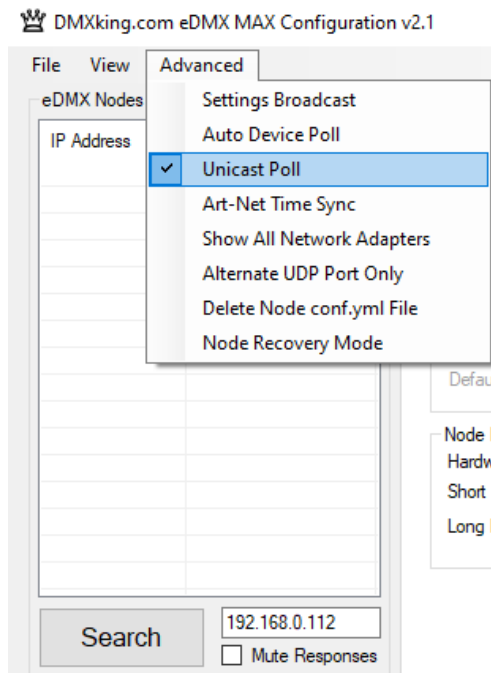 DMXking.com eDMX MAX Configuration v2.1
File View Advanced
eDMX Nodes
IP Address
Settings Broadcast
Auto Device Poll
Unicast Poll
Art-Net Time Sync
Show All Network Adapters
Alternate UDP Port Only
Delete Node conf.yml File
Node Recovery Mode
Node
Short
Long
Search
192.168.0.112
Mute Responses